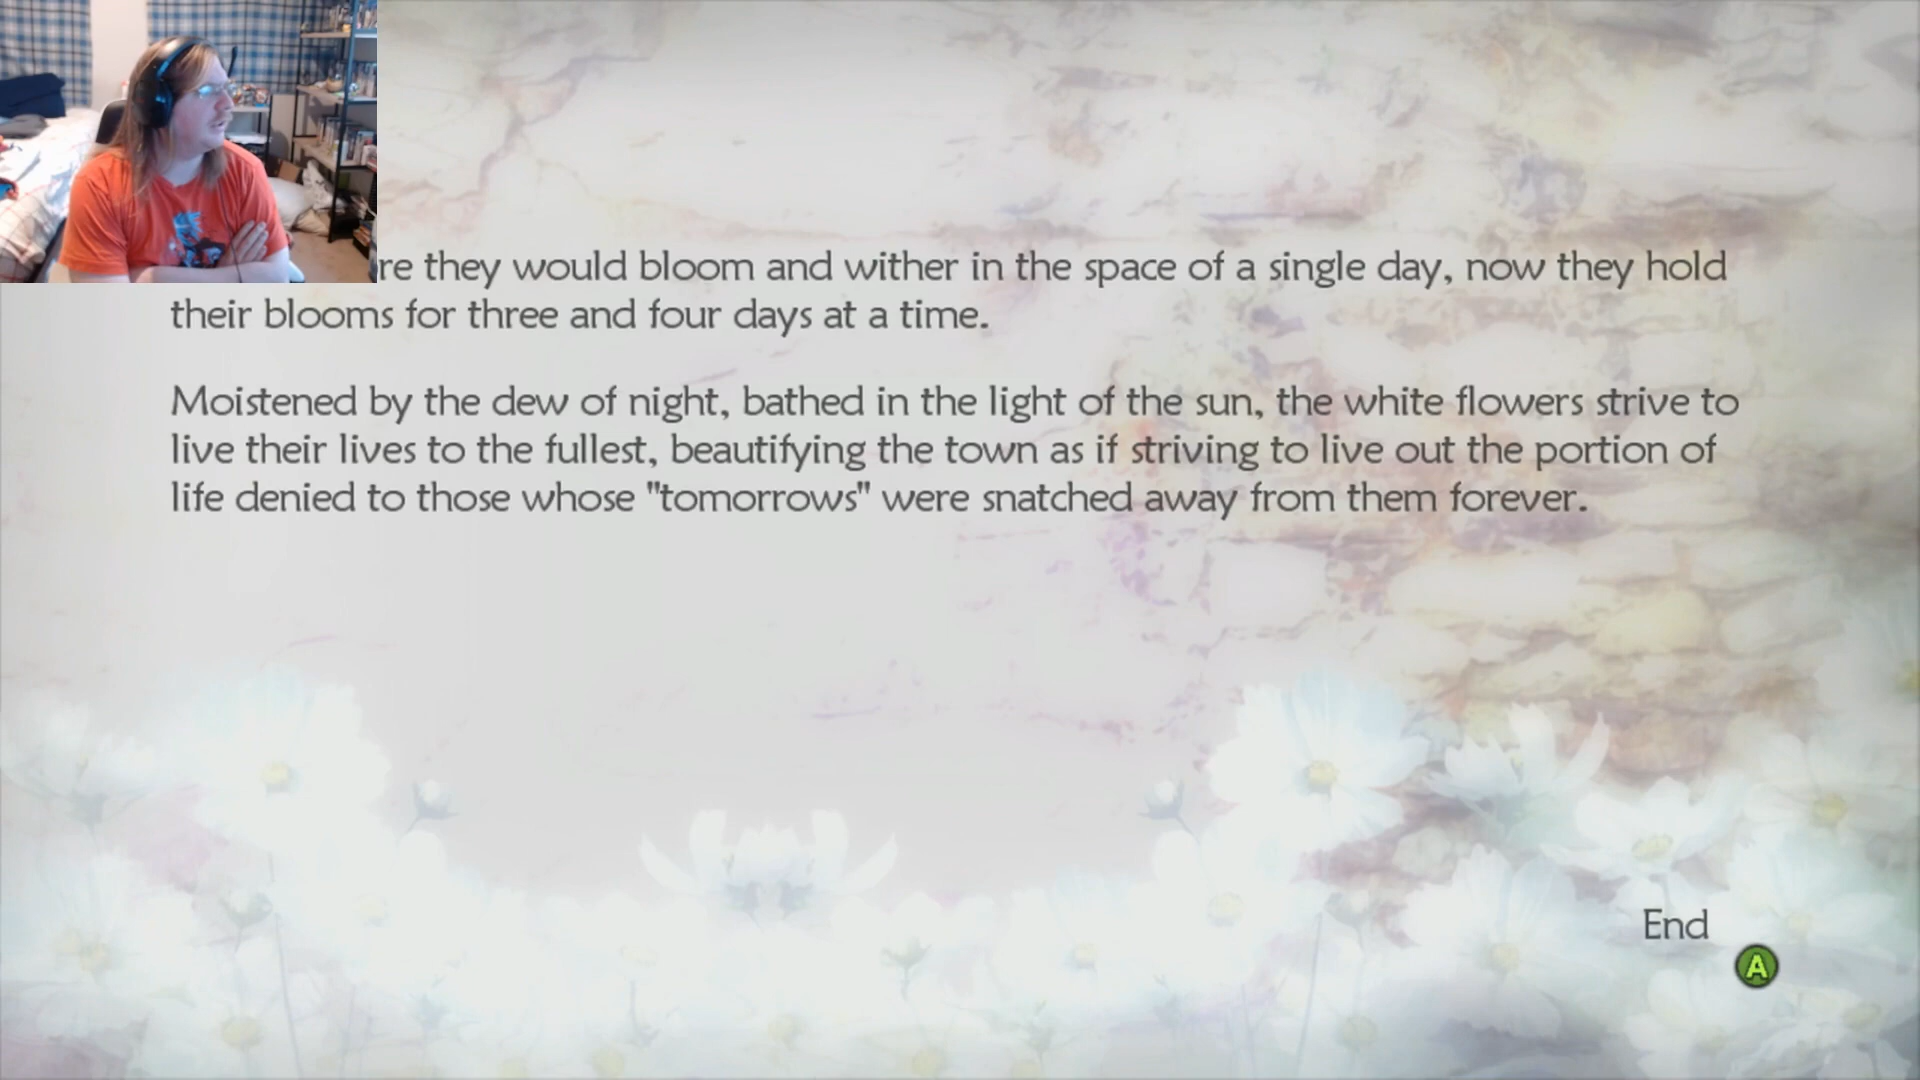 they would bloom and wither in the space of a single day, now they hold
their blooms for three and four days at a time.
Moistened by the dew of night, bathed in the light of the sun, the white flowers strive to
live their lives to the fullest, beautifying the town as if striving to live out the portion of
life denied to those whose "tomorrows" were snatched away from them forever.
End
A